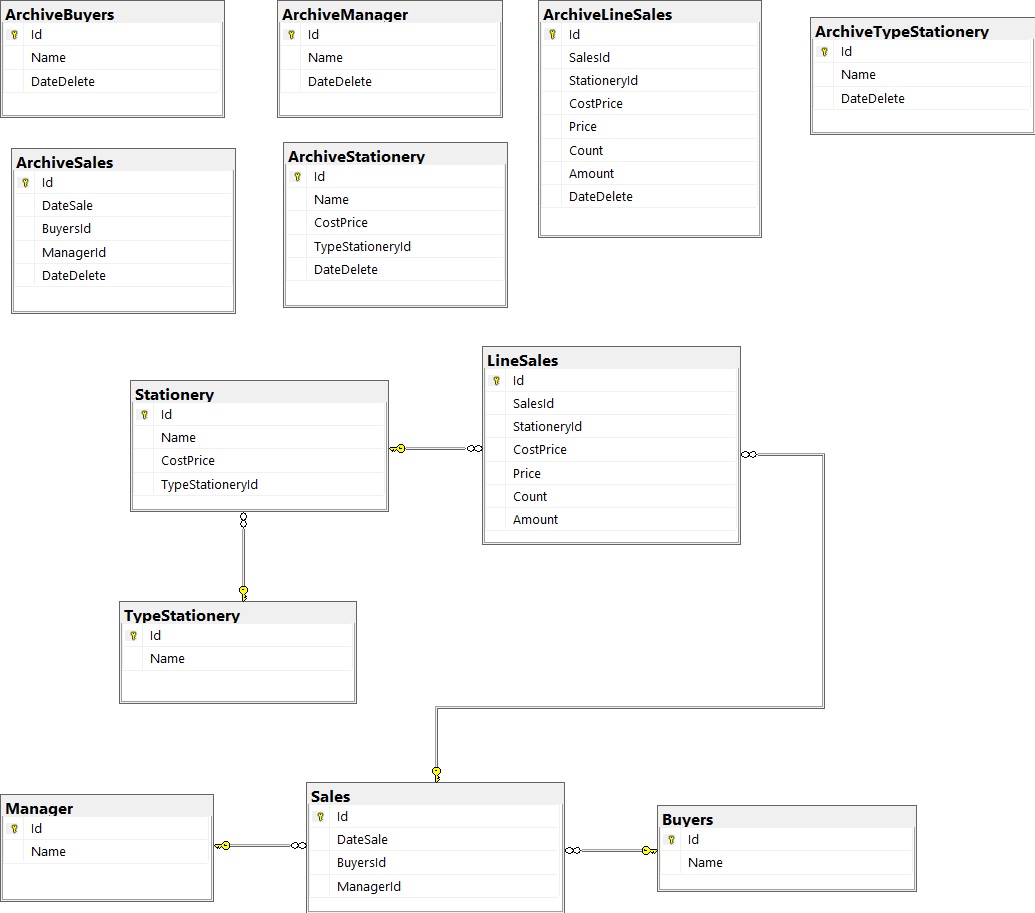 ArchiveBuyers
Id
Name
DateDelete
ArchiveManager
Id
Name
DateDelete
ArchiveLineSales
Id
SalesId
StationeryId
CostPrice
Price
Count
Amount
DateDelete
ArchiveTypeStationery
Id
Name
DateDelete
ArchiveSales
Id
DateSale
BuyersId
ManagerId
DateDelete
ArchiveStationery
Id
Name
CostPrice
TypeStationeryId
DateDelete
Stationery
Id
Name
CostPrice
TypeStationeryId
LineSales
Id
SalesId
StationeryId
CostPrice
Price
Count
Amount
TypeStationery
Id
Name
Manager
Id
Name
Sales
Id
DateSale
BuyersId
ManagerId
Buyers
Id
Name